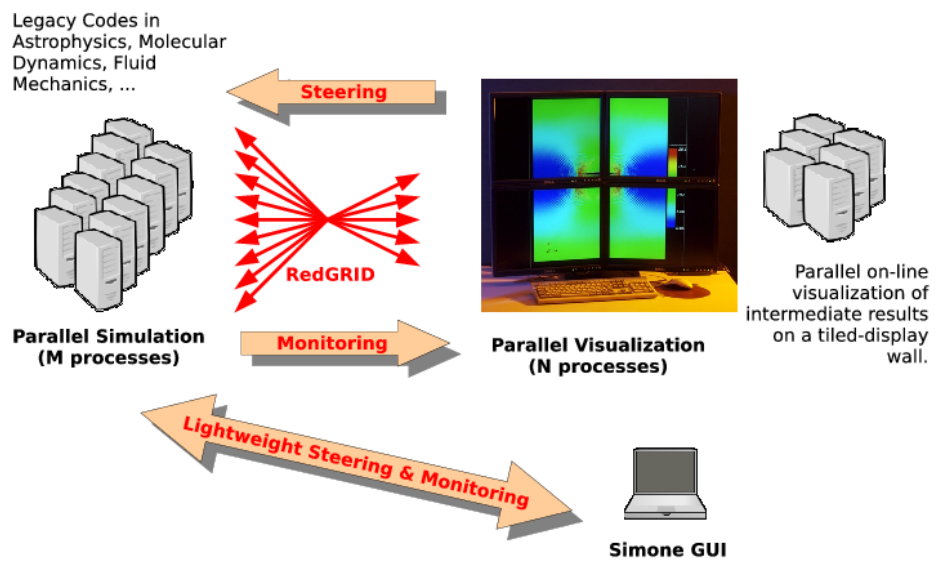 Legacy Codes in
Astrophysics, Molecular
Dynamics, Fluid
Mechanics, ...
Steering
RedGRID
Parallel on-line
visualization of
intermediate results
on a tiled-display
wall.
Parallel Simulation
(M processes)
Monitoring
Parallel Visualization
(N processes)
Lightweight Steering & Monitoring
Simone GUI